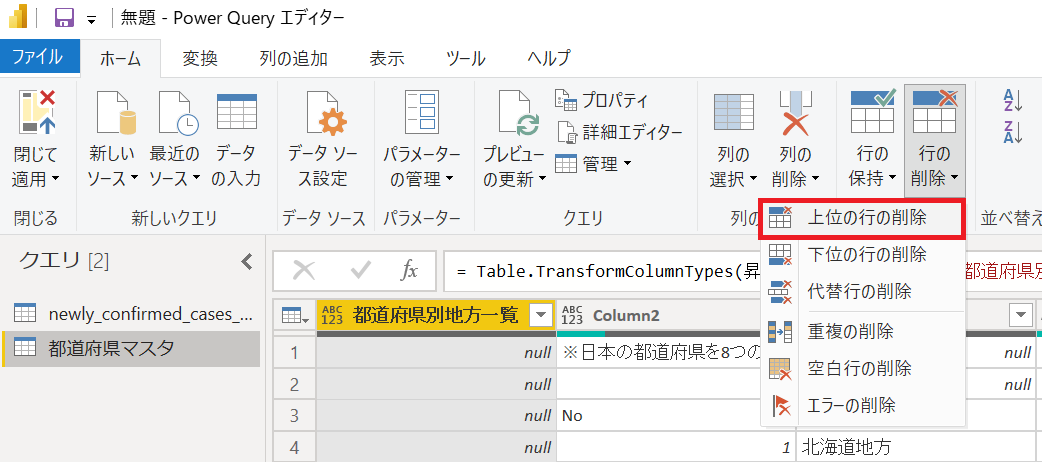 無題 - Power Query エディター
ファイル ホーム 変換 列の追加 表示 ツール ヘルプ
閉じて
適用
新しい
ソース
最近の
ソース
データ
の入力
データ ソー
ス設定
パラメーター
の管理
プレビュー
の更新
プロパティ
詳細エディター
管理
列の
選択
列の
削除
行の
保持
行の
削除
A
Z
Z
A
閉じる 新しいクエリ データ ソース パラメーター クエリ 列の 並べ替え
上位の行の削除
下位の行の削除
代替行の削除
重複の削除
空白行の削除
エラーの削除
クエリ [2]
newly_confirmed_cases_...
都道府県マスタ
fx
= Table.TransformColumnTypes(昇 都道府県別
ABC
123
都道府県別地方一覧
ABC
123
Column2
1 null ※日本の都道府県を8つの
2 null null
3 null No
4 null 1 北海道地方